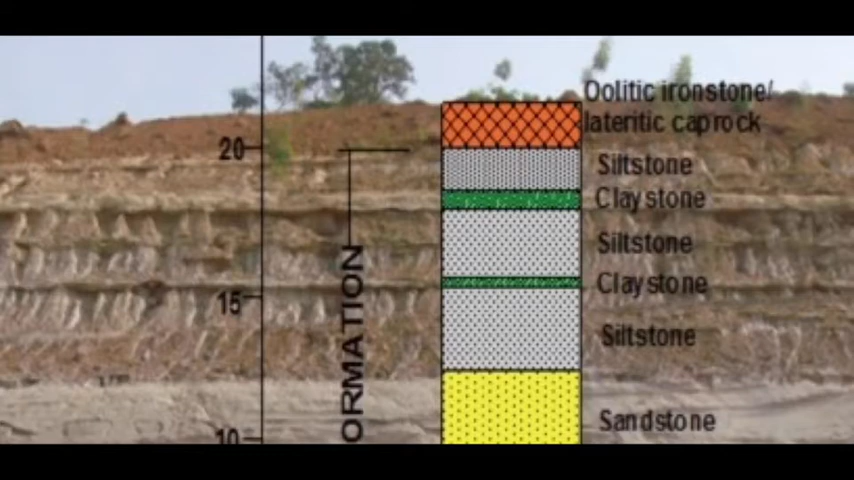 Oolitic ironstone/
lateritic caprock
20
Siltstone
Claystone
Siltstone
Claystone
15
Siltstone
Sandstone
10
ORMATION